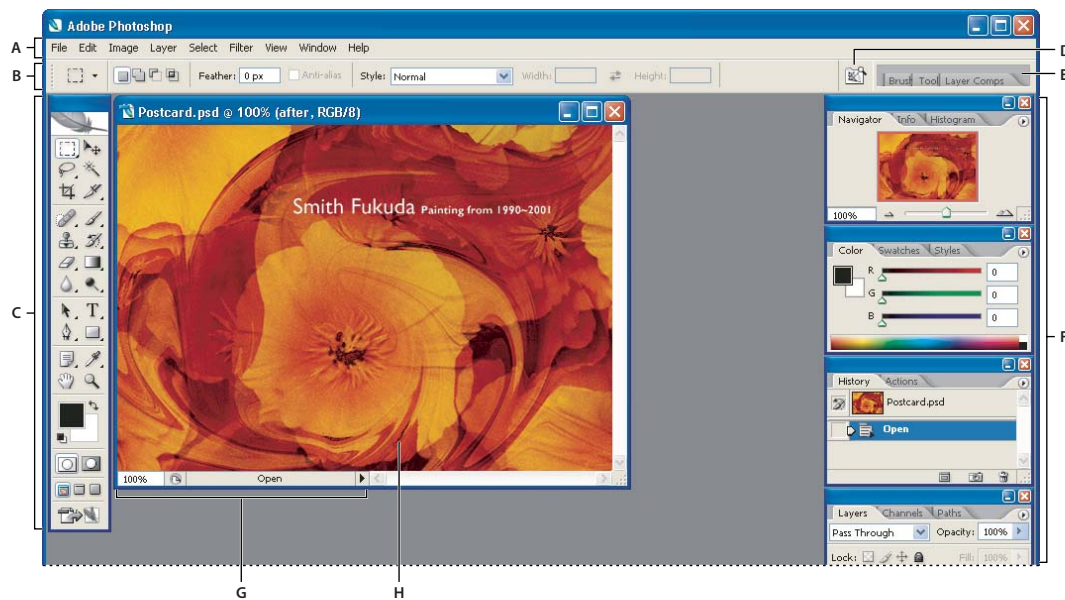 Adobe Photoshop
A
File Edit Image Layer Select Filter View Window Help
D
B
Feather: 0 px Anti-alias Style: Normal Width: Height:
Brush Tool Layer Comps
C
Postcard.psd @ 100% (after, RGB/8)
Smith Fukuda Painting from 1990~2001
Navigator Info Histogram
100%
Color Swatches Styles
R 0
G 0
B 0
F
History Actions
Postcard.psd
Open
T
100% Open
Layers Channels Paths
Pass Through Opacity: 100%
Lock: Fill: 100%
G H